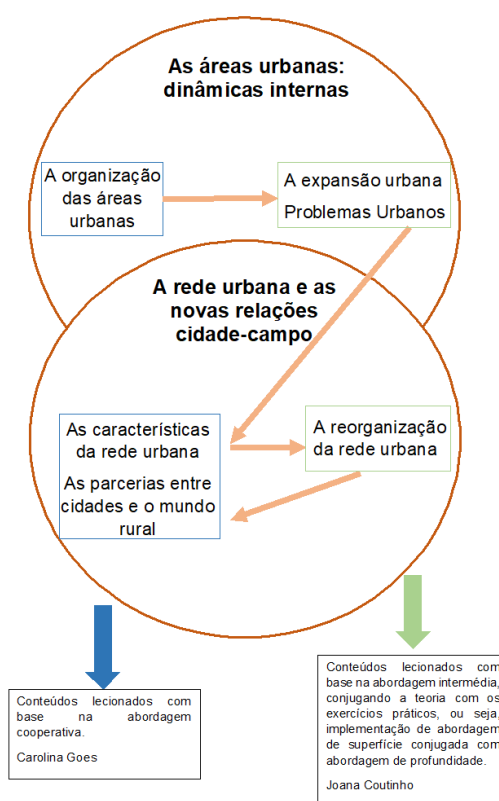 As áreas urbanas:
dinâmicas internas
A organização
das áreas
urbanas
A expansão urbana
Problemas Urbanos
A rede urbana e as
novas relações
cidade-campo
As características
da rede urbana
As parcerias entre
cidades e o mundo
rural
A reorganização
da rede urbana
Conteúdos lecionados com
base na abordagem
cooperativa.
Carolina Goes
Conteúdos lecionados com
base na abordagem intermédia,
conjugando a teoria com os
exercícios práticos, ou seja,
implementação de abordagem
de superfície conjugada com
abordagem de profundidade.
Joana Coutinho